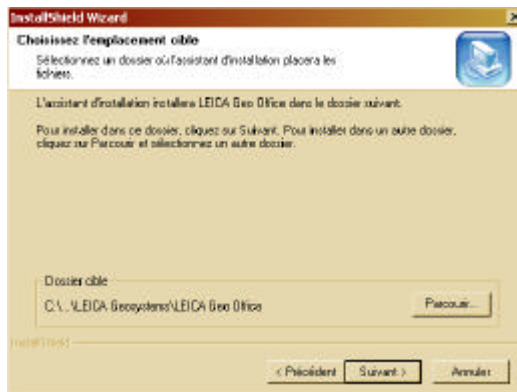 InstallShield Wizard
Choisissez l'emplacement cible
Sélectionnez un dossier où l'assistant d'installation placera les
fichiers.
L'assistant d'installation installera LEICA Geo Office dans le dossier suivant.
Pour installer dans ce dossier, cliquez sur Suivant. Pour installer dans un autre dossier,
cliquez sur Parcourir et sélectionnez un autre dossier.
Dossier cible
C:\...\LEICA Geosystems\LEICA Geo Office
Parcourir...
InstallShield
< Précédent
Suivant >
Annuler